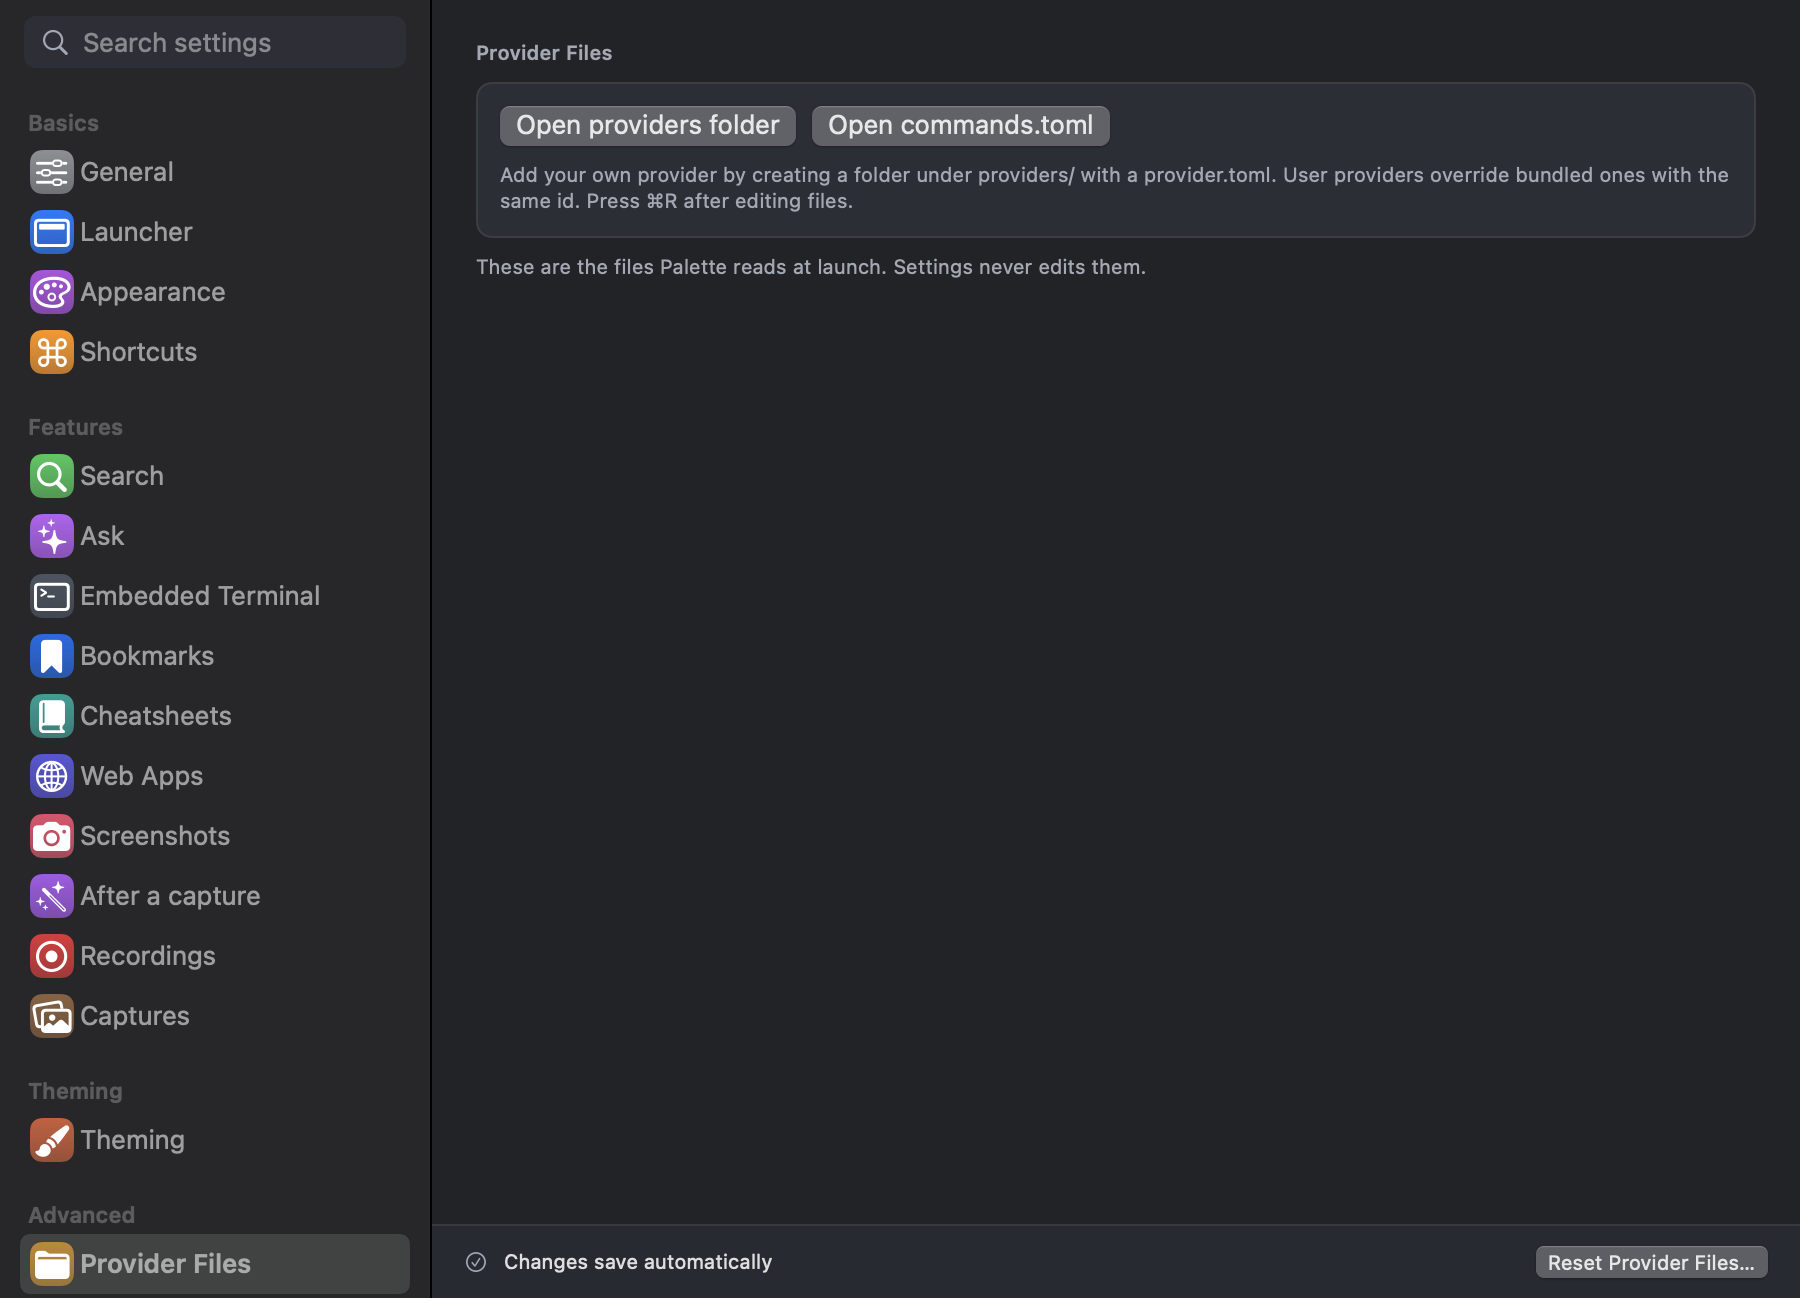 Search settings
Basics
General
Launcher
Appearance
Shortcuts
Features
Search
Ask
Embedded Terminal
Bookmarks
Cheatsheets
Web Apps
Screenshots
After a capture
Recordings
Captures
Theming
Theming
Advanced
Provider Files
Provider Files
Open providers folder
Open commands.toml
Add your own provider by creating a folder under providers/ with a provider.toml. User providers override bundled ones with the
same id. Press ⌘R after editing files.
These are the files Palette reads at launch. Settings never edits them.
Changes save automatically
Reset Provider Files...